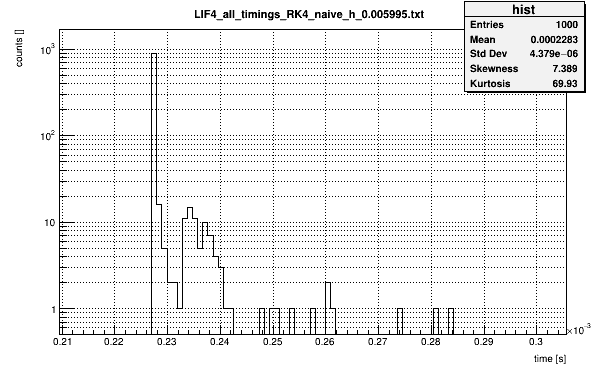 LIF4_all_timings_RK4_naive_h_0.005995.txt
hist
Entries 1000
Mean 0.0002283
Std Dev 4.379e−06
Skewness 7.389
Kurtosis 69.93
counts []
10³
10²
10
1
0.21 0.22 0.23 0.24 0.25 0.26 0.27 0.28 0.29 0.3
×10⁻³
time [s]